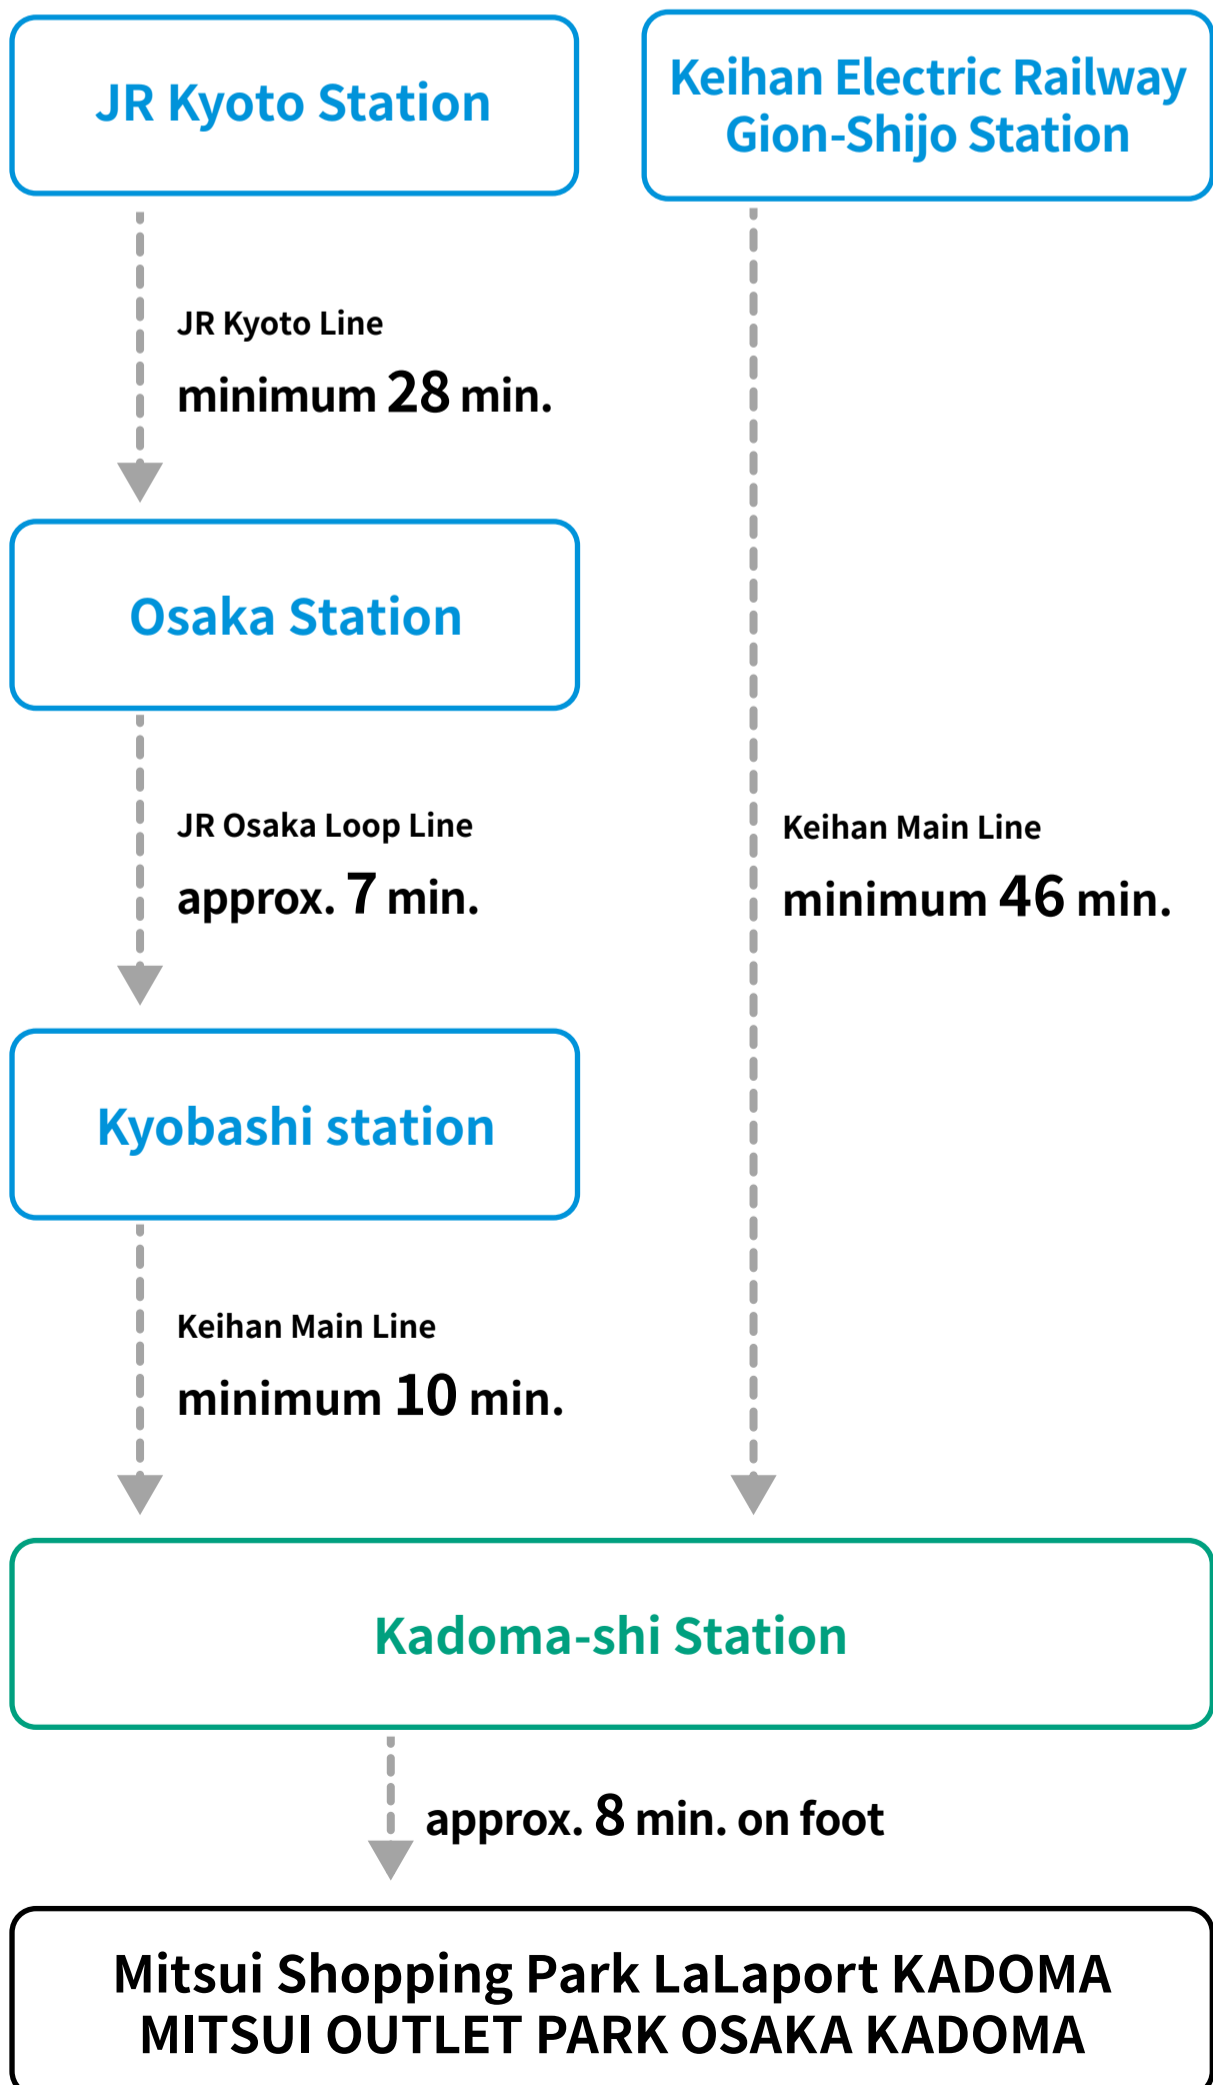 JR Kyoto Station
Keihan Electric Railway
Gion-Shijo Station
JR Kyoto Line
minimum 28 min.
Osaka Station
JR Osaka Loop Line
approx. 7 min.
Keihan Main Line
minimum 46 min.
Kyobashi station
Keihan Main Line
minimum 10 min.
Kadoma-shi Station
approx. 8 min. on foot
Mitsui Shopping Park LaLaport KADOMA
MITSUI OUTLET PARK OSAKA KADOMA